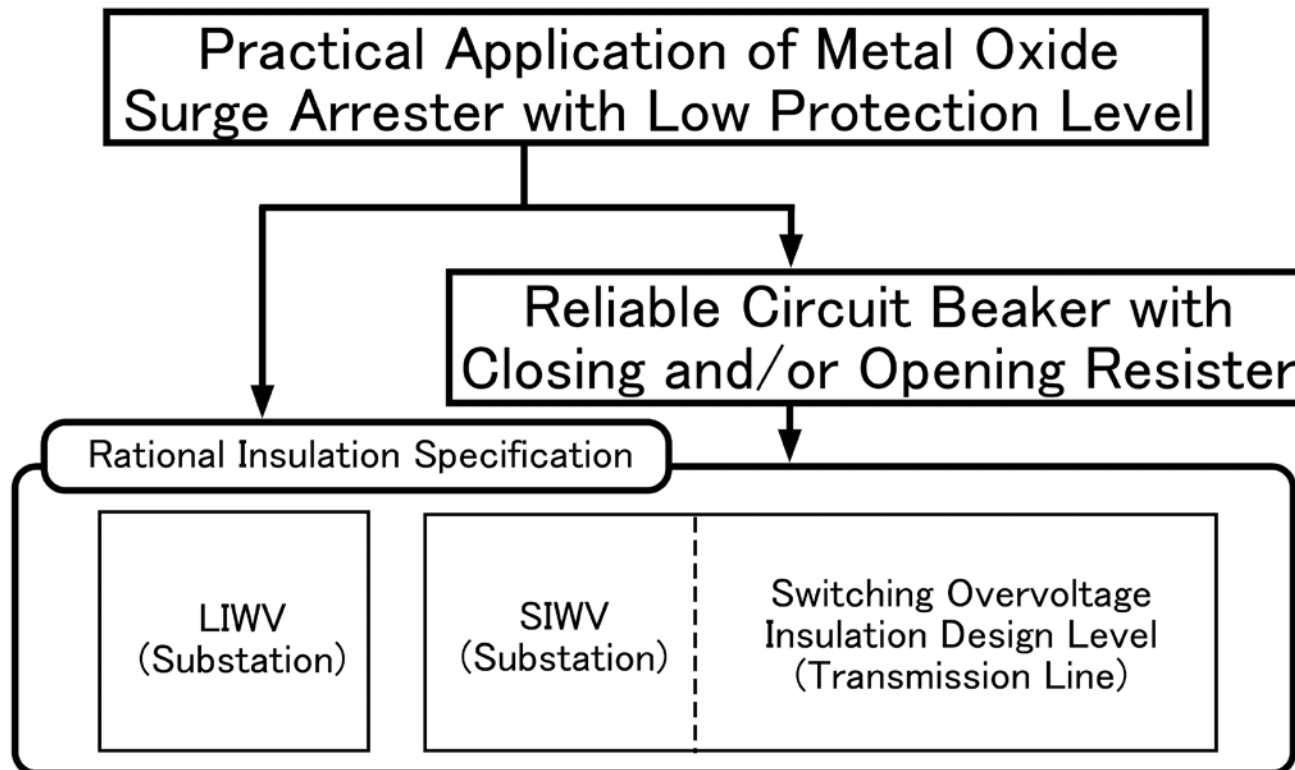 Practical Application of Metal Oxide
Surge Arrester with Low Protection Level
Reliable Circuit Beaker with
Closing and/or Opening Resister
Rational Insulation Specification
LIWV
(Substation)
SIWV
(Substation)
Switching Overvoltage
Insulation Design Level
(Transmission Line)